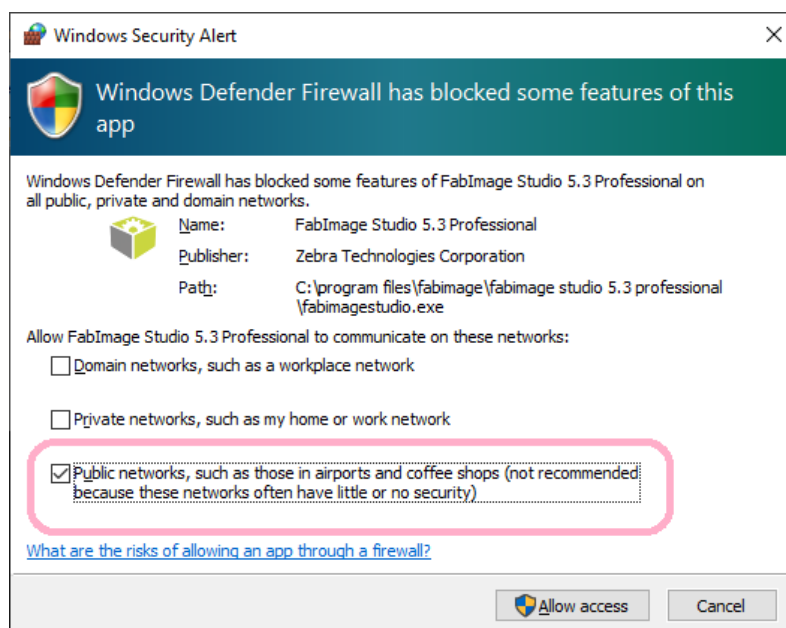 Windows Security Alert
Windows Defender Firewall has blocked some features of this
app
Windows Defender Firewall has blocked some features of FabImage Studio 5.3 Professional on
all public, private and domain networks.
Name: FabImage Studio 5.3 Professional
Publisher: Zebra Technologies Corporation
Path: C:\program files\fabimage\fabimage studio 5.3 professional
\fabimagestudio.exe
Allow FabImage Studio 5.3 Professional to communicate on these networks:
Domain networks, such as a workplace network
Private networks, such as my home or work network
Public networks, such as those in airports and coffee shops (not recommended
because these networks often have little or no security)
What are the risks of allowing an app through a firewall?
Allow access Cancel